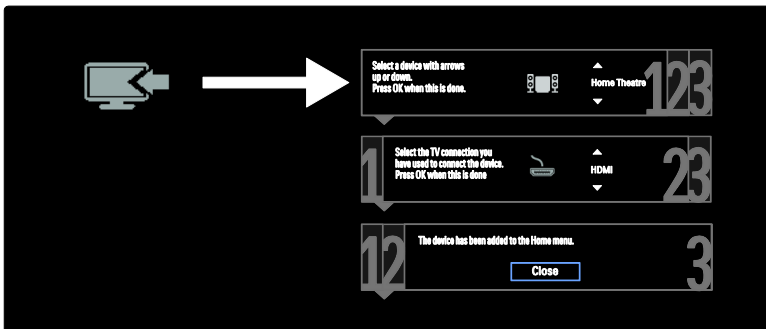 Select a device with arrows
up or down.
Press OK when this is done.
Home Theatre
123
1
Select the TV connection you
have used to connect the device.
Press OK when this is done
HDMI
23
12
The device has been added to the Home menu.
Close
3